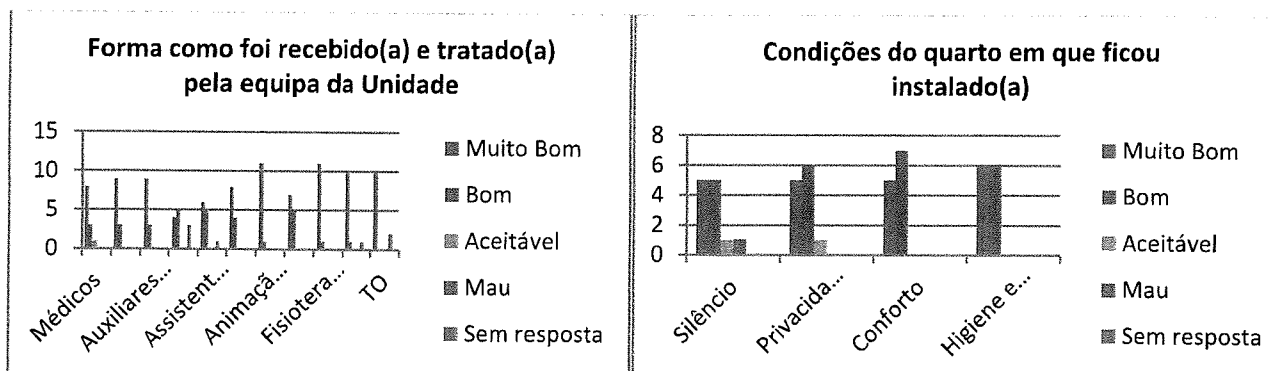 Forma como foi recebido(a) e tratado(a)
pela equipa da Unidade
15
10
5
0
Médicos
Auxiliares...
Assistent...
Animaçã...
Fisiotera...
TO
Muito Bom
Bom
Aceitável
Mau
Sem resposta
Condições do quarto em que ficou
instalado(a)
8
6
4
2
0
Silêncio
Privacida...
Conforto
Higiene e...
Muito Bom
Bom
Aceitável
Mau
Sem resposta